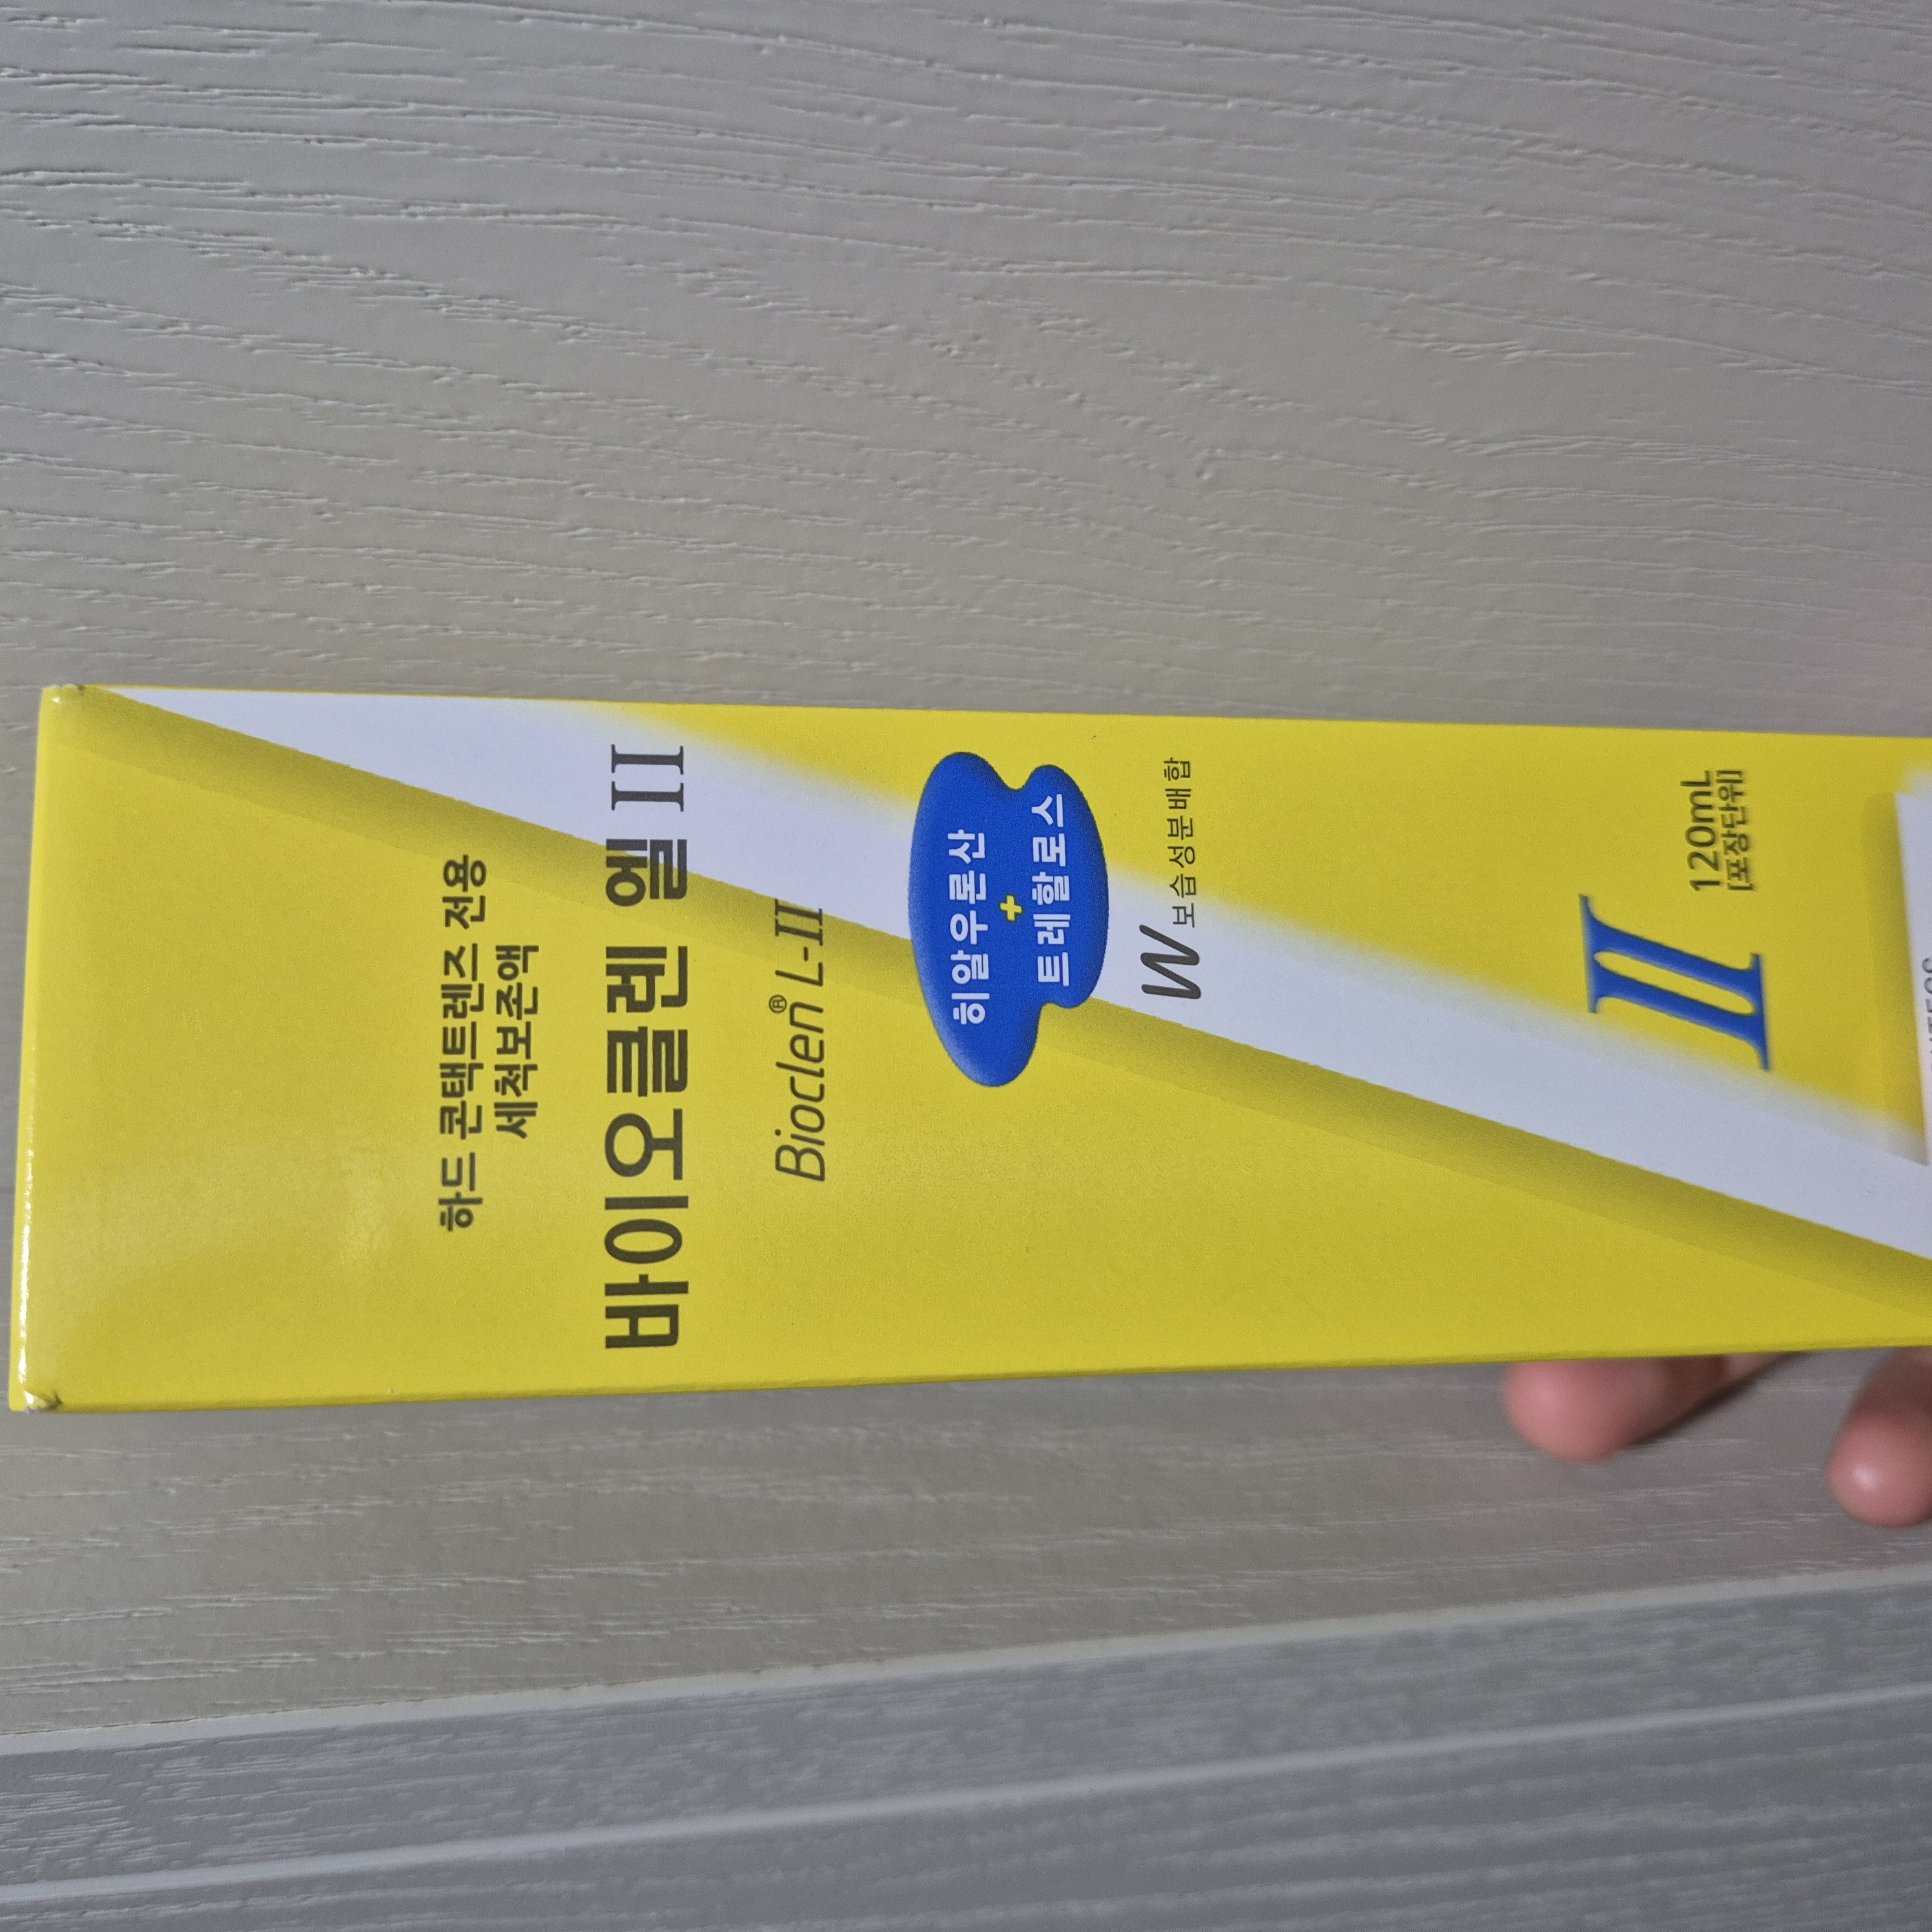 하드 콘택트렌즈 전용
세척보존액
바이오클렌 엘 II
Bioclen® L-II
히알우론산
+
트레할로스
W 보습성분배합
II
120mL
[포장단위]